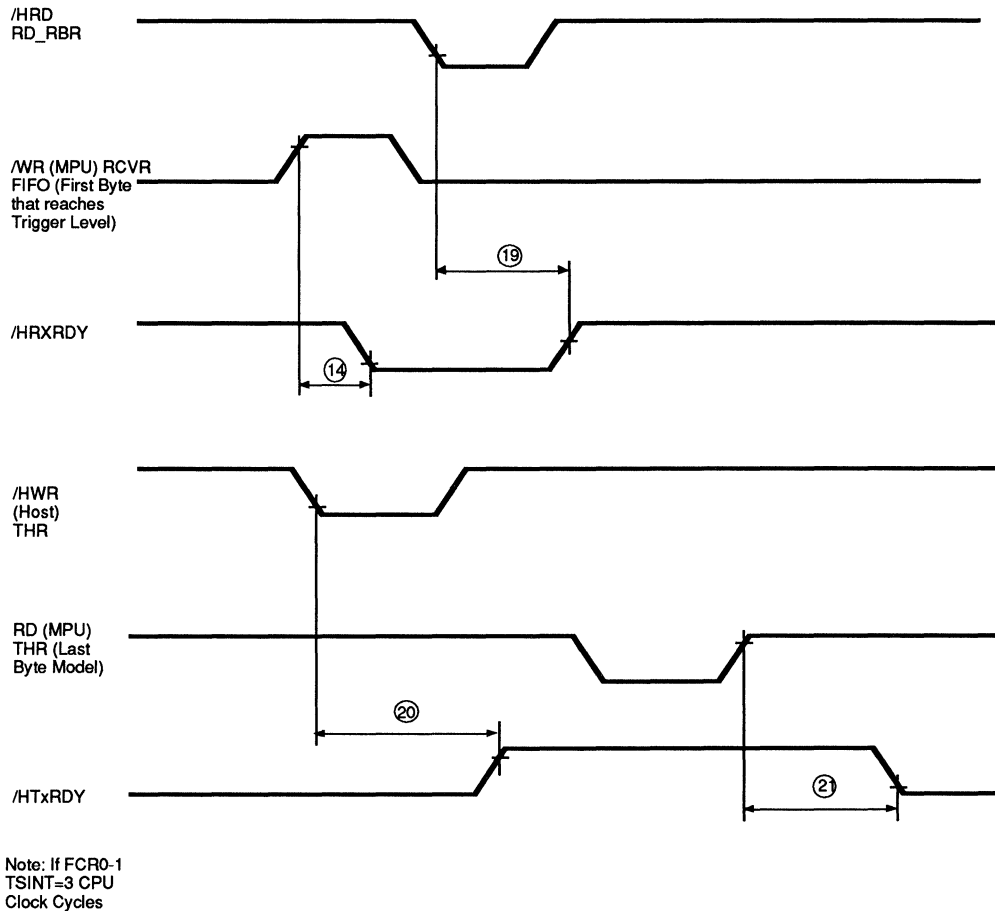 /HRD
RD_RBR
/WR (MPU) RCVR
FIFO (First Byte
that reaches
Trigger Level)
19
/HRXRDY
14
/HWR
(Host)
THR
RD (MPU)
THR (Last
Byte Model)
20
/HTxRDY
21
Note: If FCR0-1
TSINT=3 CPU
Clock Cycles